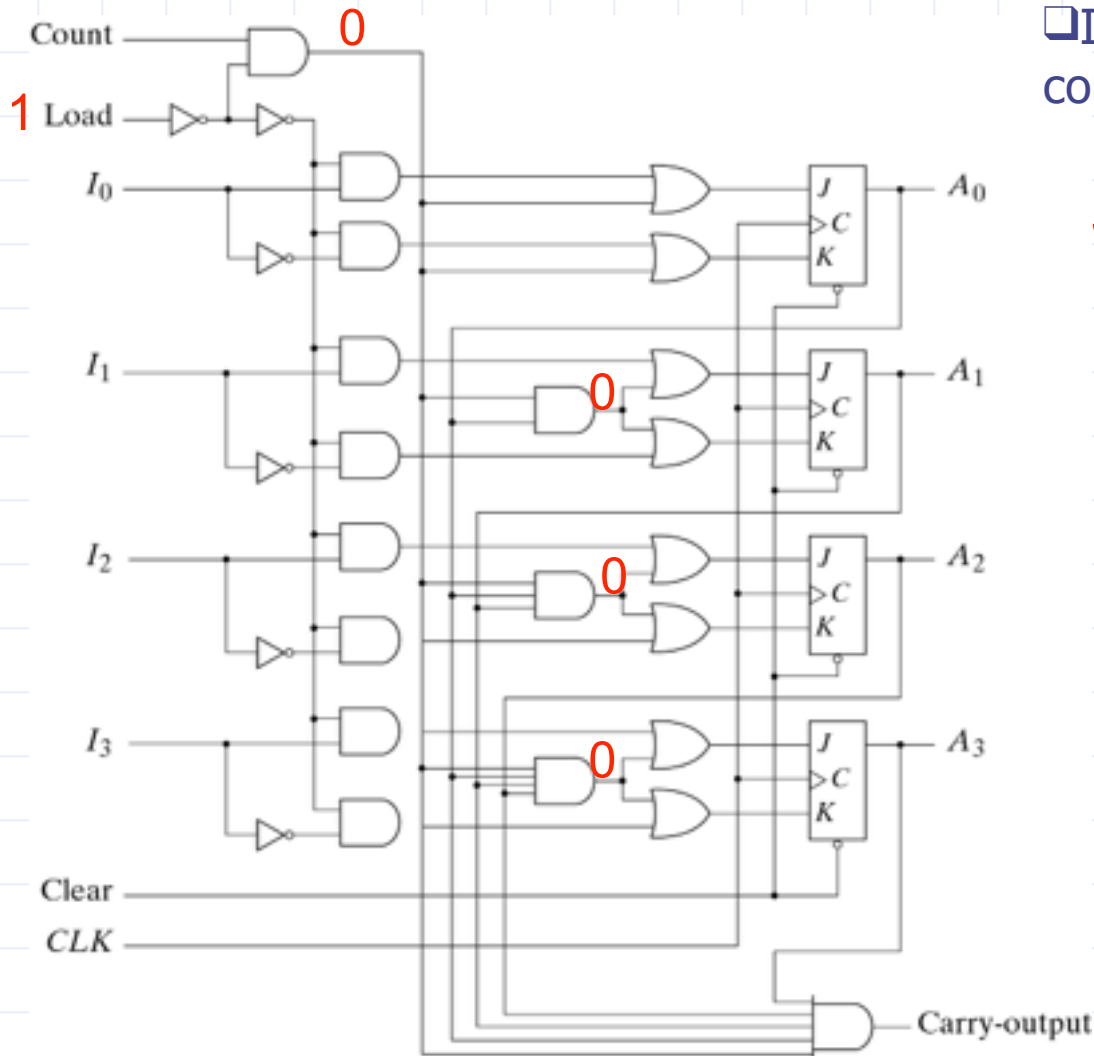 Count 0
1 Load
I0
J
C
K
A0
I1
0
J
C
K
A1
I2
0
J
C
K
A2
I3
0
J
C
K
A3
Clear
CLK
Carry-output